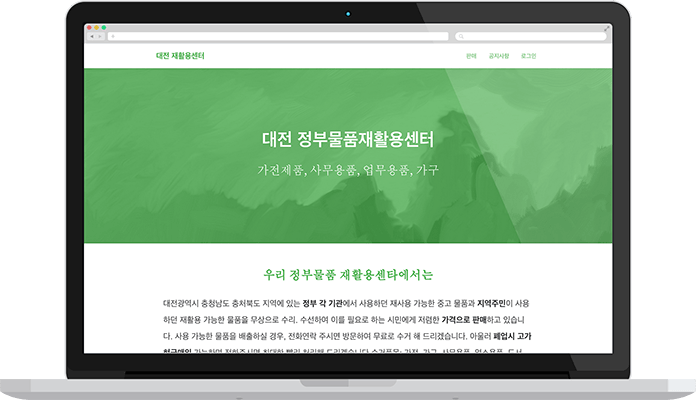 대전 재활용센터
판매 공지사항 로그인
대전 정부물품재활용센터
가전제품, 사무용품, 업무용품, 가구
우리 정부물품 재활용센타에서는
대전광역시 충청남도 충처북도 지역에 있는 정부 각 기관에서 사용하던 재사용 가능한 중고 물품과 지역주민이 사용
하던 재활용 가능한 물품을 무상으로 수리. 수선하여 이를 필요로 하는 시민에게 저렴한 가격으로 판매하고 있습니
다. 사용 가능한 물품을 배출하실 경우, 전화연락 주시면 방문하여 무료로 수거 해 드리겠습니다. 아울러 폐업시 고가